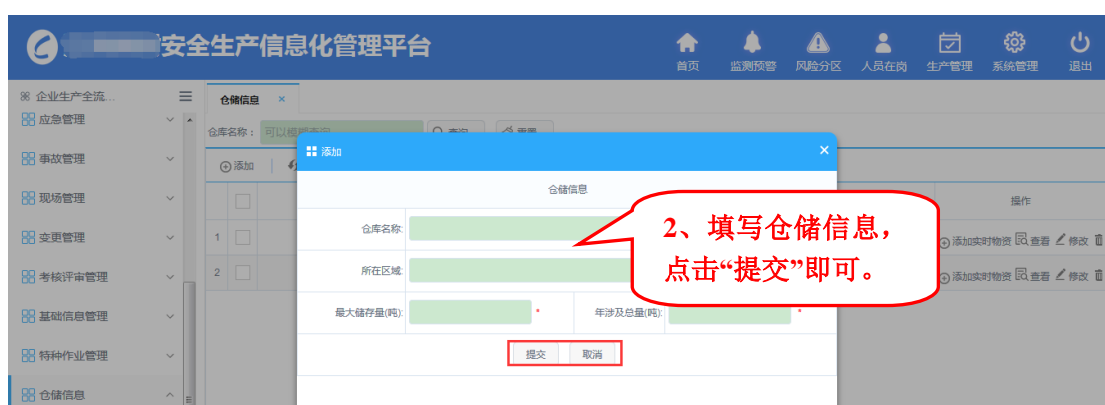 安全生产信息化管理平台
首页 监测预警 风险分区 人员在岗 生产管理 系统管理 退出
企业生产全流...
仓储信息 ×
应急管理
仓库名称： 可以模糊查询 查询 重置
事故管理
添加
添加 ×
仓储信息
现场管理
操作
仓库名称:
2、填写仓储信息，
点击“提交”即可。
变更管理
1 添加实时物资 查看 修改
所在区域:
考核评审管理
2 添加实时物资 查看 修改
最大储存量(吨): * 年涉及总量(吨): *
基础信息管理
提交 取消
特种作业管理
仓储信息